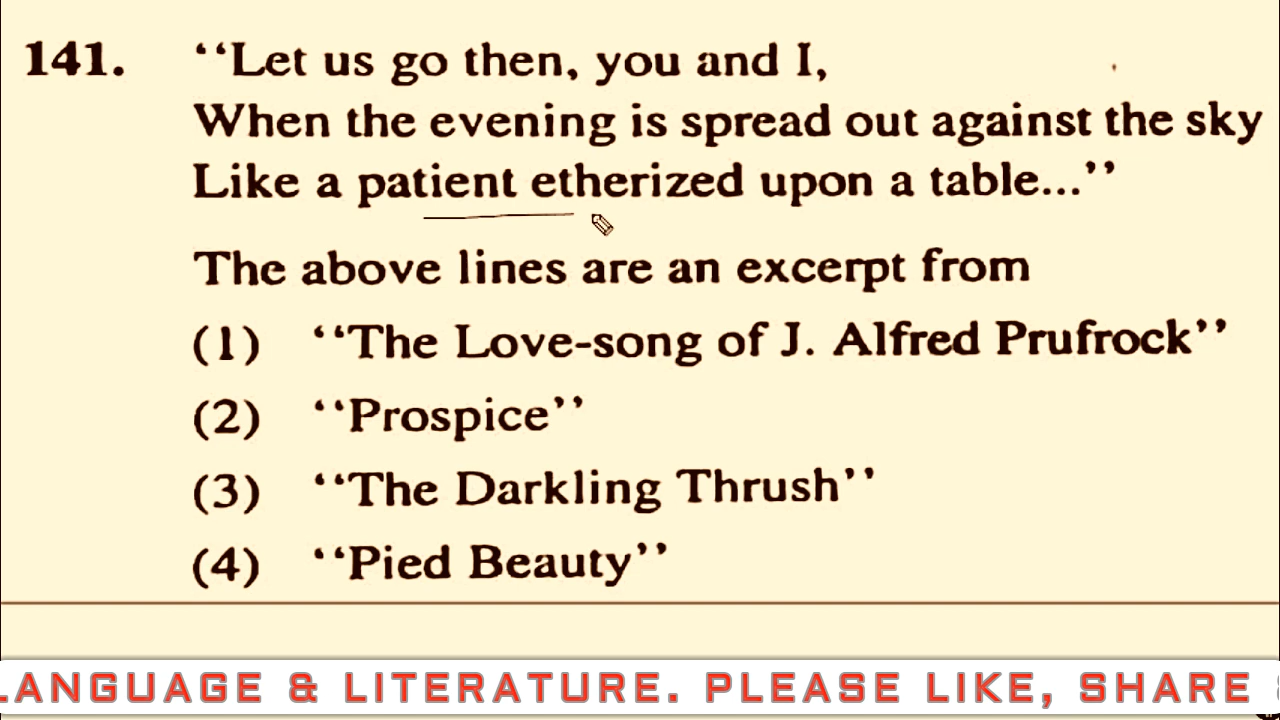 141. ‘‘Let us go then, you and I,
When the evening is spread out against the sky
Like a patient etherized upon a table...’’
The above lines are an excerpt from
(1) ‘‘The Love-song of J. Alfred Prufrock’’
(2) ‘‘Prospice’’
(3) ‘‘The Darkling Thrush’’
(4) ‘‘Pied Beauty’’
LANGUAGE & LITERATURE. PLEASE LIKE, SHARE